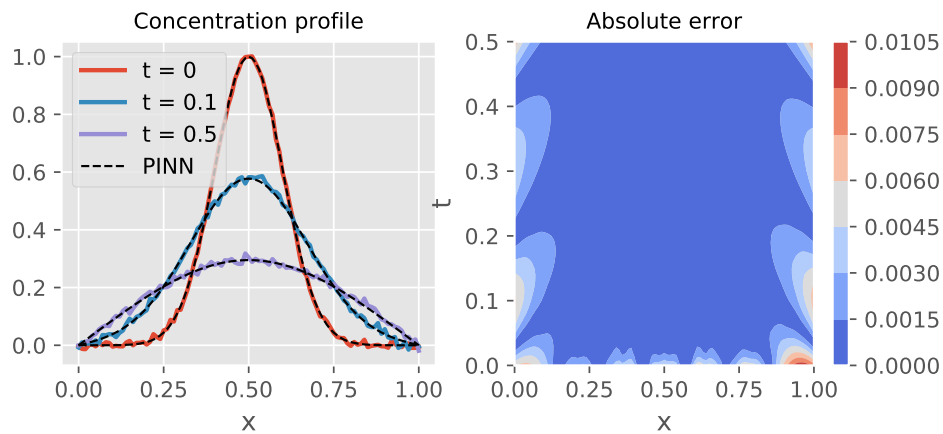 Concentration profile
1.0
0.8
0.6
0.4
0.2
0.0
t = 0
t = 0.1
t = 0.5
PINN
0.00 0.25 0.50 0.75 1.00
x
Absolute error
t
0.5
0.4
0.3
0.2
0.1
0.0
0.00 0.25 0.50 0.75 1.00
x
0.0105
0.0090
0.0075
0.0060
0.0045
0.0030
0.0015
0.0000